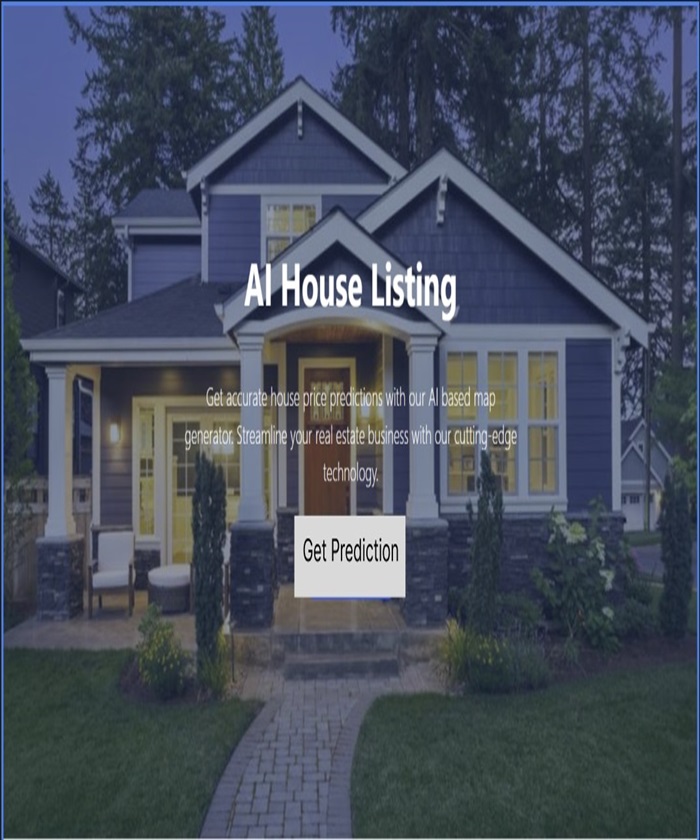 AI House Listing
Get accurate house price predictions with our AI based map
generator. Streamline your real estate business with our cutting-edge
technology.
Get Prediction